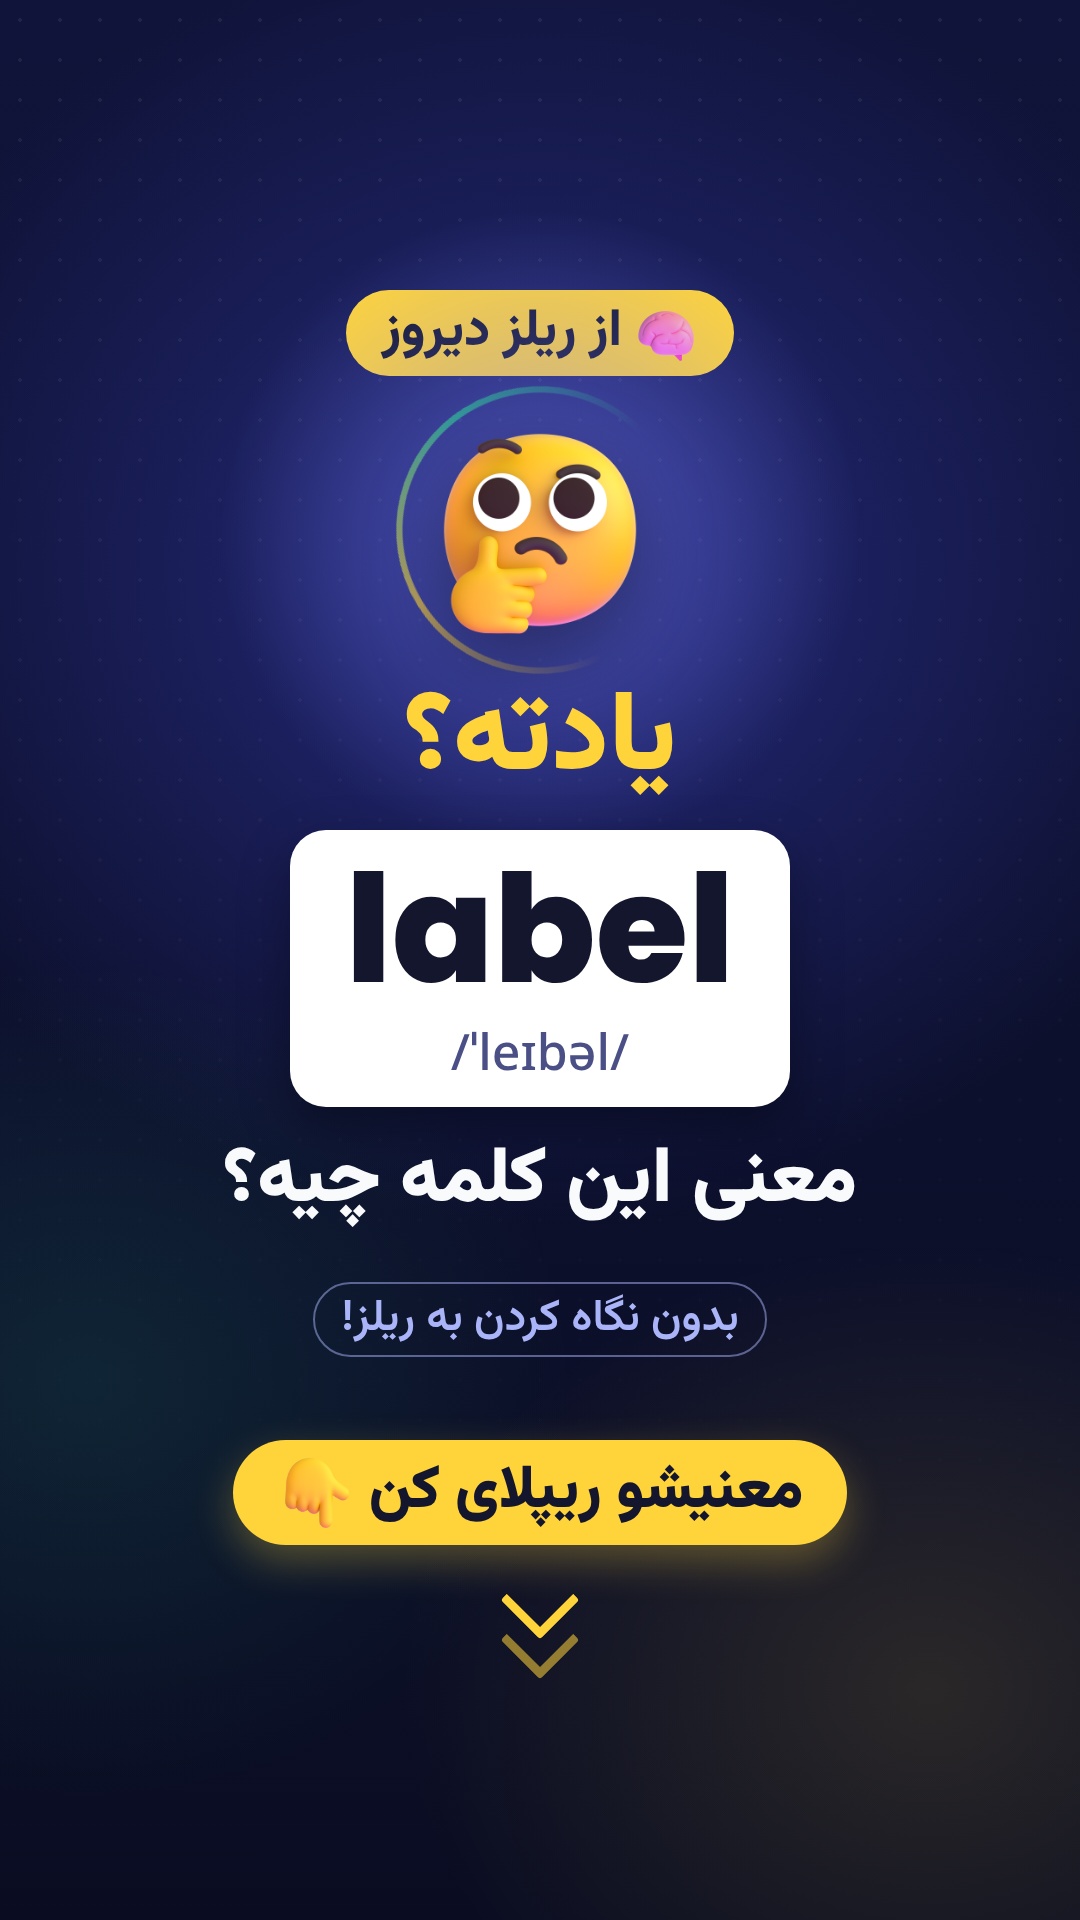 🧠 از ریلز دیروز
یادته؟
label
/ˈleɪbəl/
معنی این کلمه چیه؟
بدون نگاه کردن به ریلز!
معنیشو ریپلای کن 👇